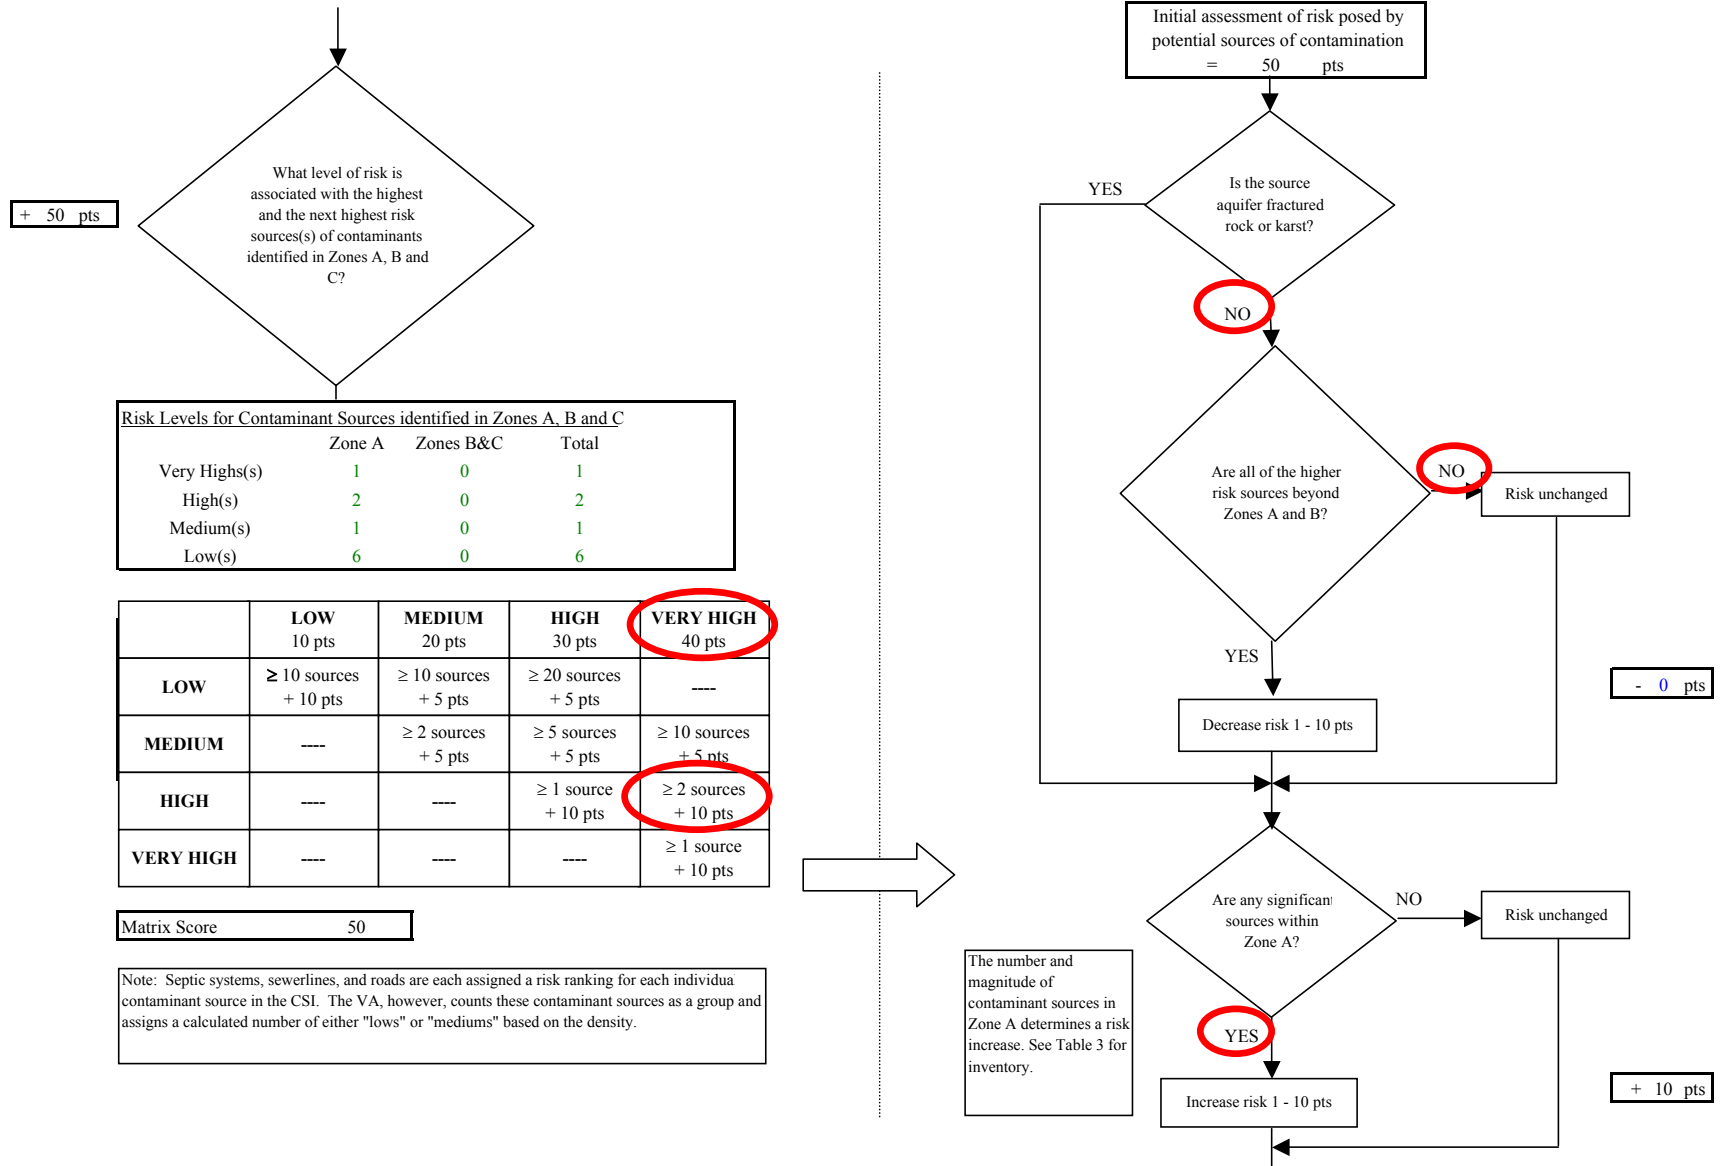 What level of risk is
associated with the highest
and the next highest risk
sources(s) of contaminants
identified in Zones A, B and
C?
+ 50 pts
Risk Levels for Contaminant Sources identified in Zones A, B and C
Zone A Zones B&C Total
Very Highs(s) 1 0 1
High(s) 2 0 2
Medium(s) 1 0 1
Low(s) 6 0 6
LOW MEDIUM HIGH VERY HIGH
10 pts 20 pts 30 pts 40 pts
LOW ≥ 10 sources ≥ 10 sources ≥ 20 sources ----
+ 10 pts + 5 pts + 5 pts
MEDIUM ---- ≥ 2 sources ≥ 5 sources ≥ 10 sources
+ 5 pts + 5 pts + 5 pts
HIGH ---- ---- ≥ 1 source ≥ 2 sources
+ 10 pts + 10 pts
VERY HIGH ---- ---- ---- ≥ 1 source
+ 10 pts
Matrix Score 50
Note: Septic systems, sewerlines, and roads are each assigned a risk ranking for each individua
contaminant source in the CSI. The VA, however, counts these contaminant sources as a group and
assigns a calculated number of either "lows" or "mediums" based on the density.
Initial assessment of risk posed by
potential sources of contamination
= 50 pts
Is the source
aquifer fractured
rock or karst?
YES
NO
Are all of the higher
risk sources beyond
Zones A and B?
NO
Risk unchanged
YES
Decrease risk 1 - 10 pts
- 0 pts
Are any significant
sources within
Zone A?
NO
Risk unchanged
The number and
magnitude of
contaminant sources in
Zone A determines a risk
increase. See Table 3 for
inventory.
YES
Increase risk 1 - 10 pts
+ 10 pts